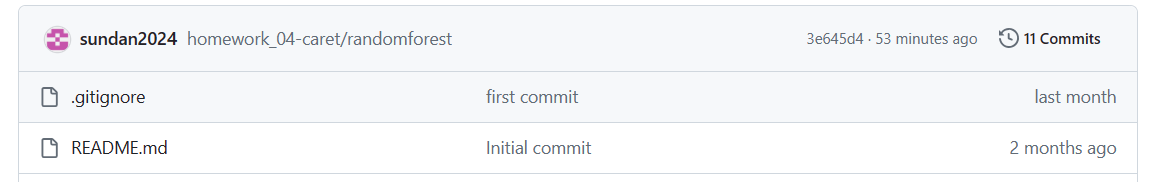 sundan2024 homework_04-caret/randomforest 3e645d4 · 53 minutes ago 11 Commits
.gitignore first commit last month
README.md Initial commit 2 months ago